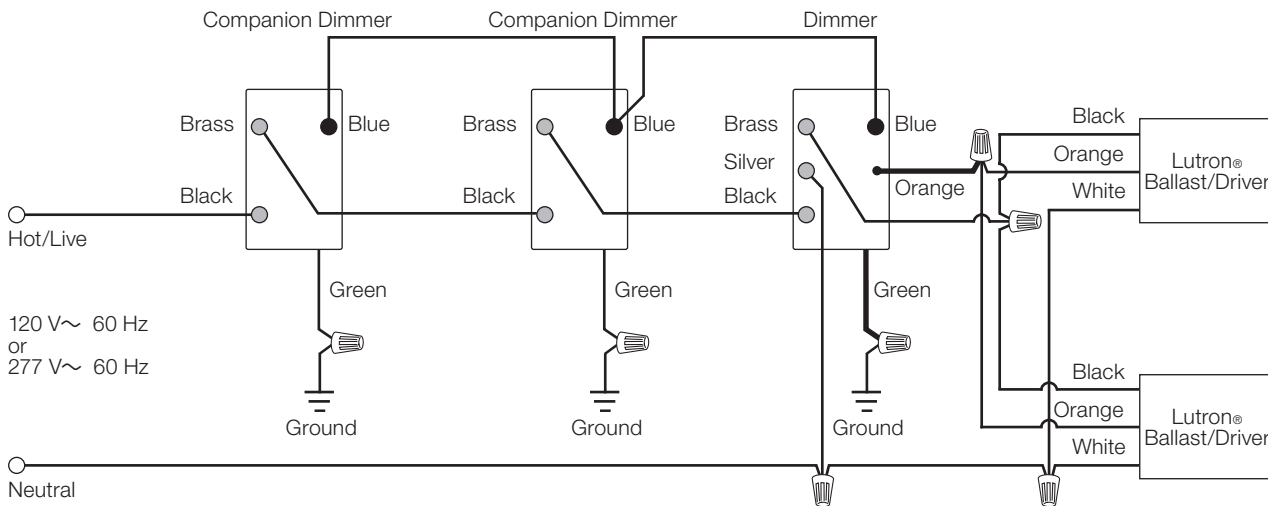 Companion Dimmer
Companion Dimmer
Dimmer
Brass
Blue
Brass
Blue
Brass
Blue
Black
Silver
Orange
Orange
Lutron®
Ballast/Driver
White
Black
Black
Black
Hot/Live
Green
Green
Green
120 V~ 60 Hz
or
277 V~ 60 Hz
Ground
Ground
Ground
Black
Orange
Lutron®
Ballast/Driver
White
Neutral